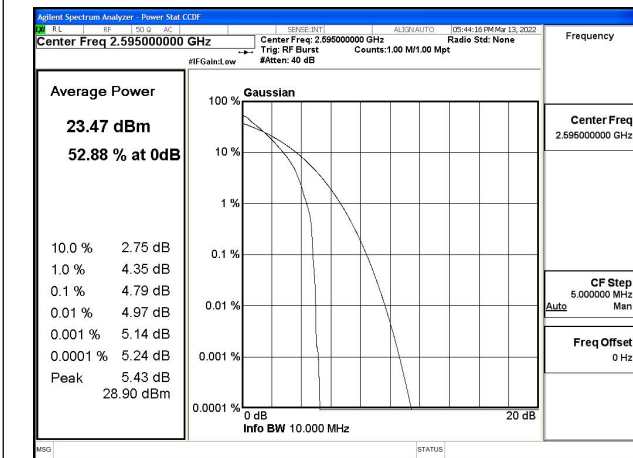 Agilent Spectrum Analyzer - Power Stat CCDF
RL RF 50 Ω AC SENSE:INT ALIGNAUTO 05:44:16 PM Mar 13, 2022
Center Freq 2.595000000 GHz
Center Freq: 2.595000000 GHz Radio Std: None
Trig: RF Burst Counts:1.00 M/1.00 Mpt
#IFGain:Low #Atten: 40 dB
Frequency
Average Power
23.47 dBm
52.88 % at 0dB
10.0 % 2.75 dB
1.0 % 4.35 dB
0.1 % 4.79 dB
0.01 % 4.97 dB
0.001 % 5.14 dB
0.0001 % 5.24 dB
Peak 5.43 dB
28.90 dBm
Gaussian
100 %
10 %
1 %
0.1 %
0.01 %
0.001 %
0.0001 %
0 dB 20 dB
Info BW 10.000 MHz
Center Freq
2.595000000 GHz
CF Step
5.000000 MHz
Auto Man
Freq Offset
0 Hz
MSG STATUS